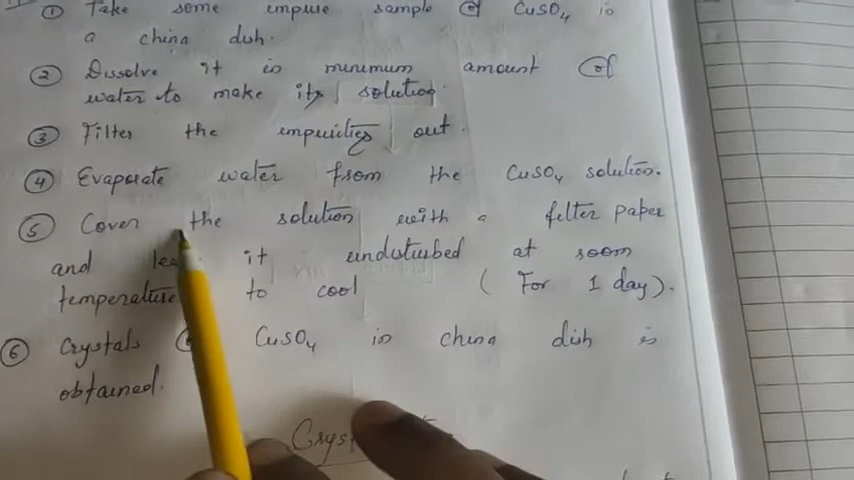 ① Take some impure sample of CuSO₄ in
a china dish.
② Dissolve it in minimum amount of
water to make its solution.
③ Filter the impurities out.
④ Evaporate water from the CuSO₄ solution.
⑤ Cover the solution with a filter paper
and it undisturbed at room
temperature to cool (For 1 day).
⑥ Crystals CuSO₄ in china dish is
obtained.